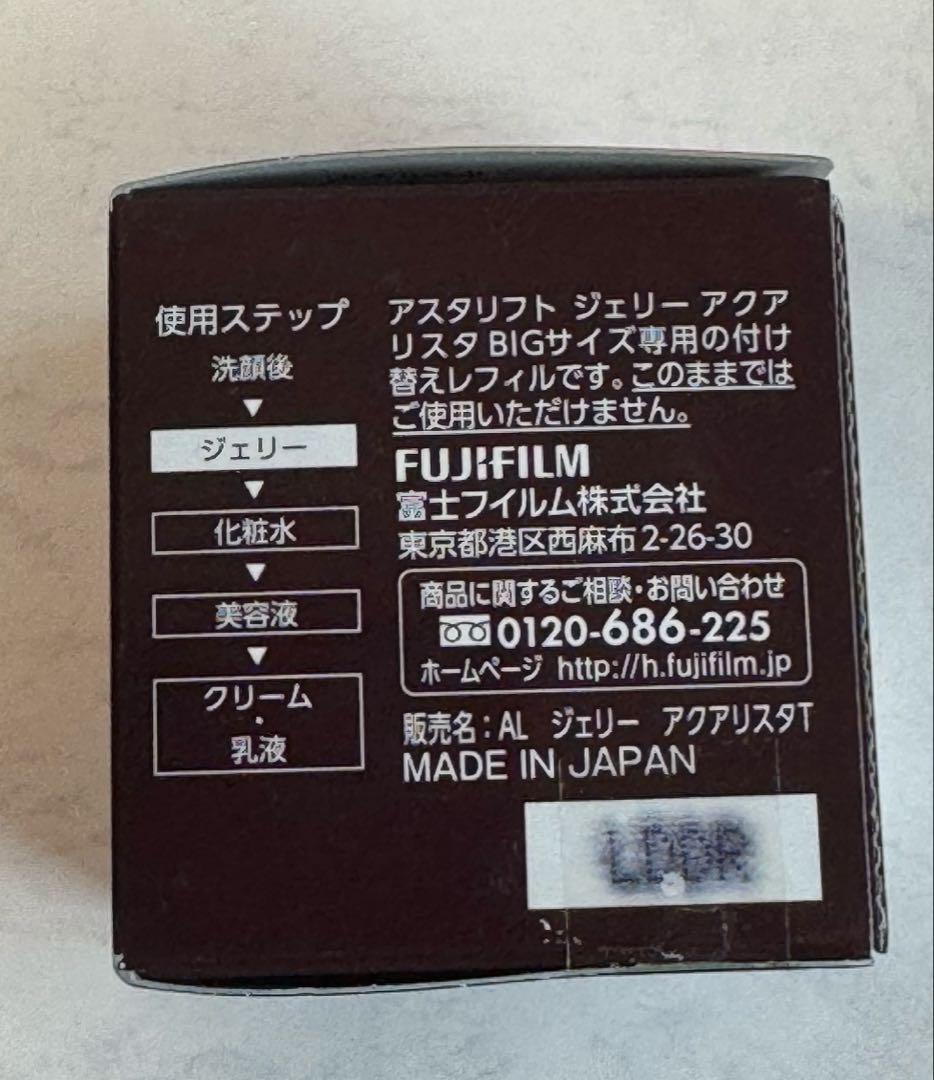 使用ステップ
洗顔後
▼
ジェリー
▼
化粧水
▼
美容液
▼
クリーム
・
乳液
アスタリフト ジェリー アクア
リスタ BIGサイズ専用の付け
替えレフィルです。このままでは
ご使用いただけません。
FUJIFILM
富士フイルム株式会社
東京都港区西麻布2-26-30
商品に関するご相談・お問い合わせ
0120-686-225
ホームページ http://h.fujifilm.jp
販売名：AL ジェリー アクアリスタT
MADE IN JAPAN